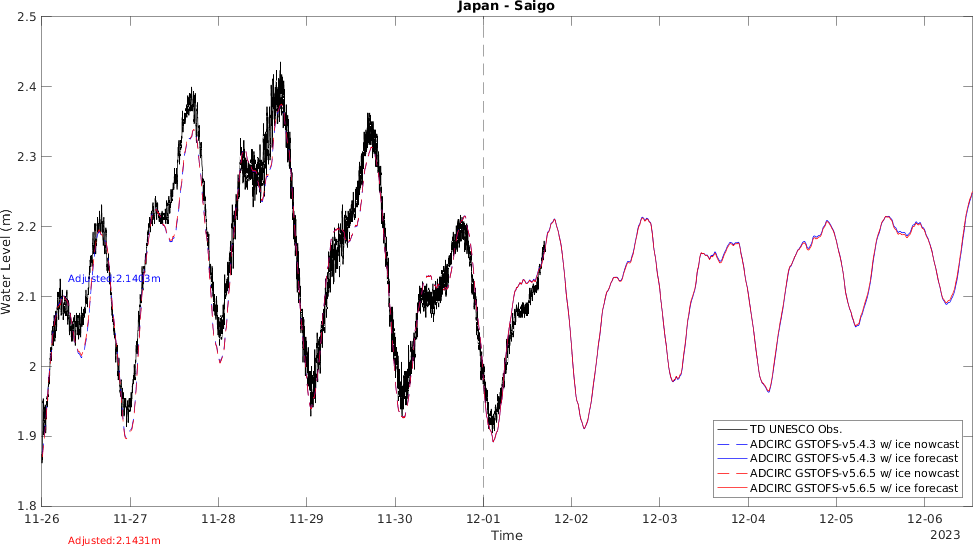 Japan - Saigo
2.5
2.4
2.3
2.2
2.1
2
1.9
1.8
Water Level (m)
Adjusted:2.1403m
TD UNESCO Obs.
ADCIRC GSTOFS-v5.4.3 w/ ice nowcast
ADCIRC GSTOFS-v5.4.3 w/ ice forecast
ADCIRC GSTOFS-v5.6.5 w/ ice nowcast
ADCIRC GSTOFS-v5.6.5 w/ ice forecast
11-26 11-27 11-28 11-29 11-30 12-01 12-02 12-03 12-04 12-05 12-06
Time
2023
Adjusted:2.1431m